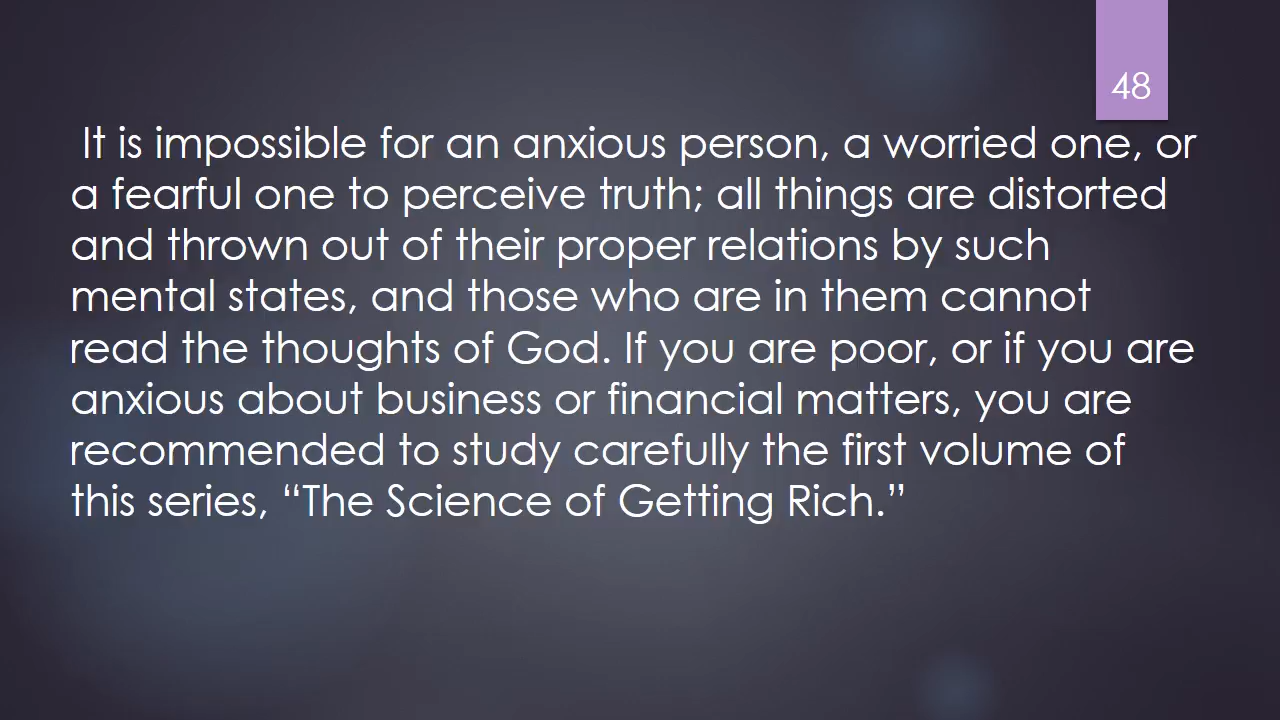 48
It is impossible for an anxious person, a worried one, or
a fearful one to perceive truth; all things are distorted
and thrown out of their proper relations by such
mental states, and those who are in them cannot
read the thoughts of God. If you are poor, or if you are
anxious about business or financial matters, you are
recommended to study carefully the first volume of
this series, “The Science of Getting Rich.”